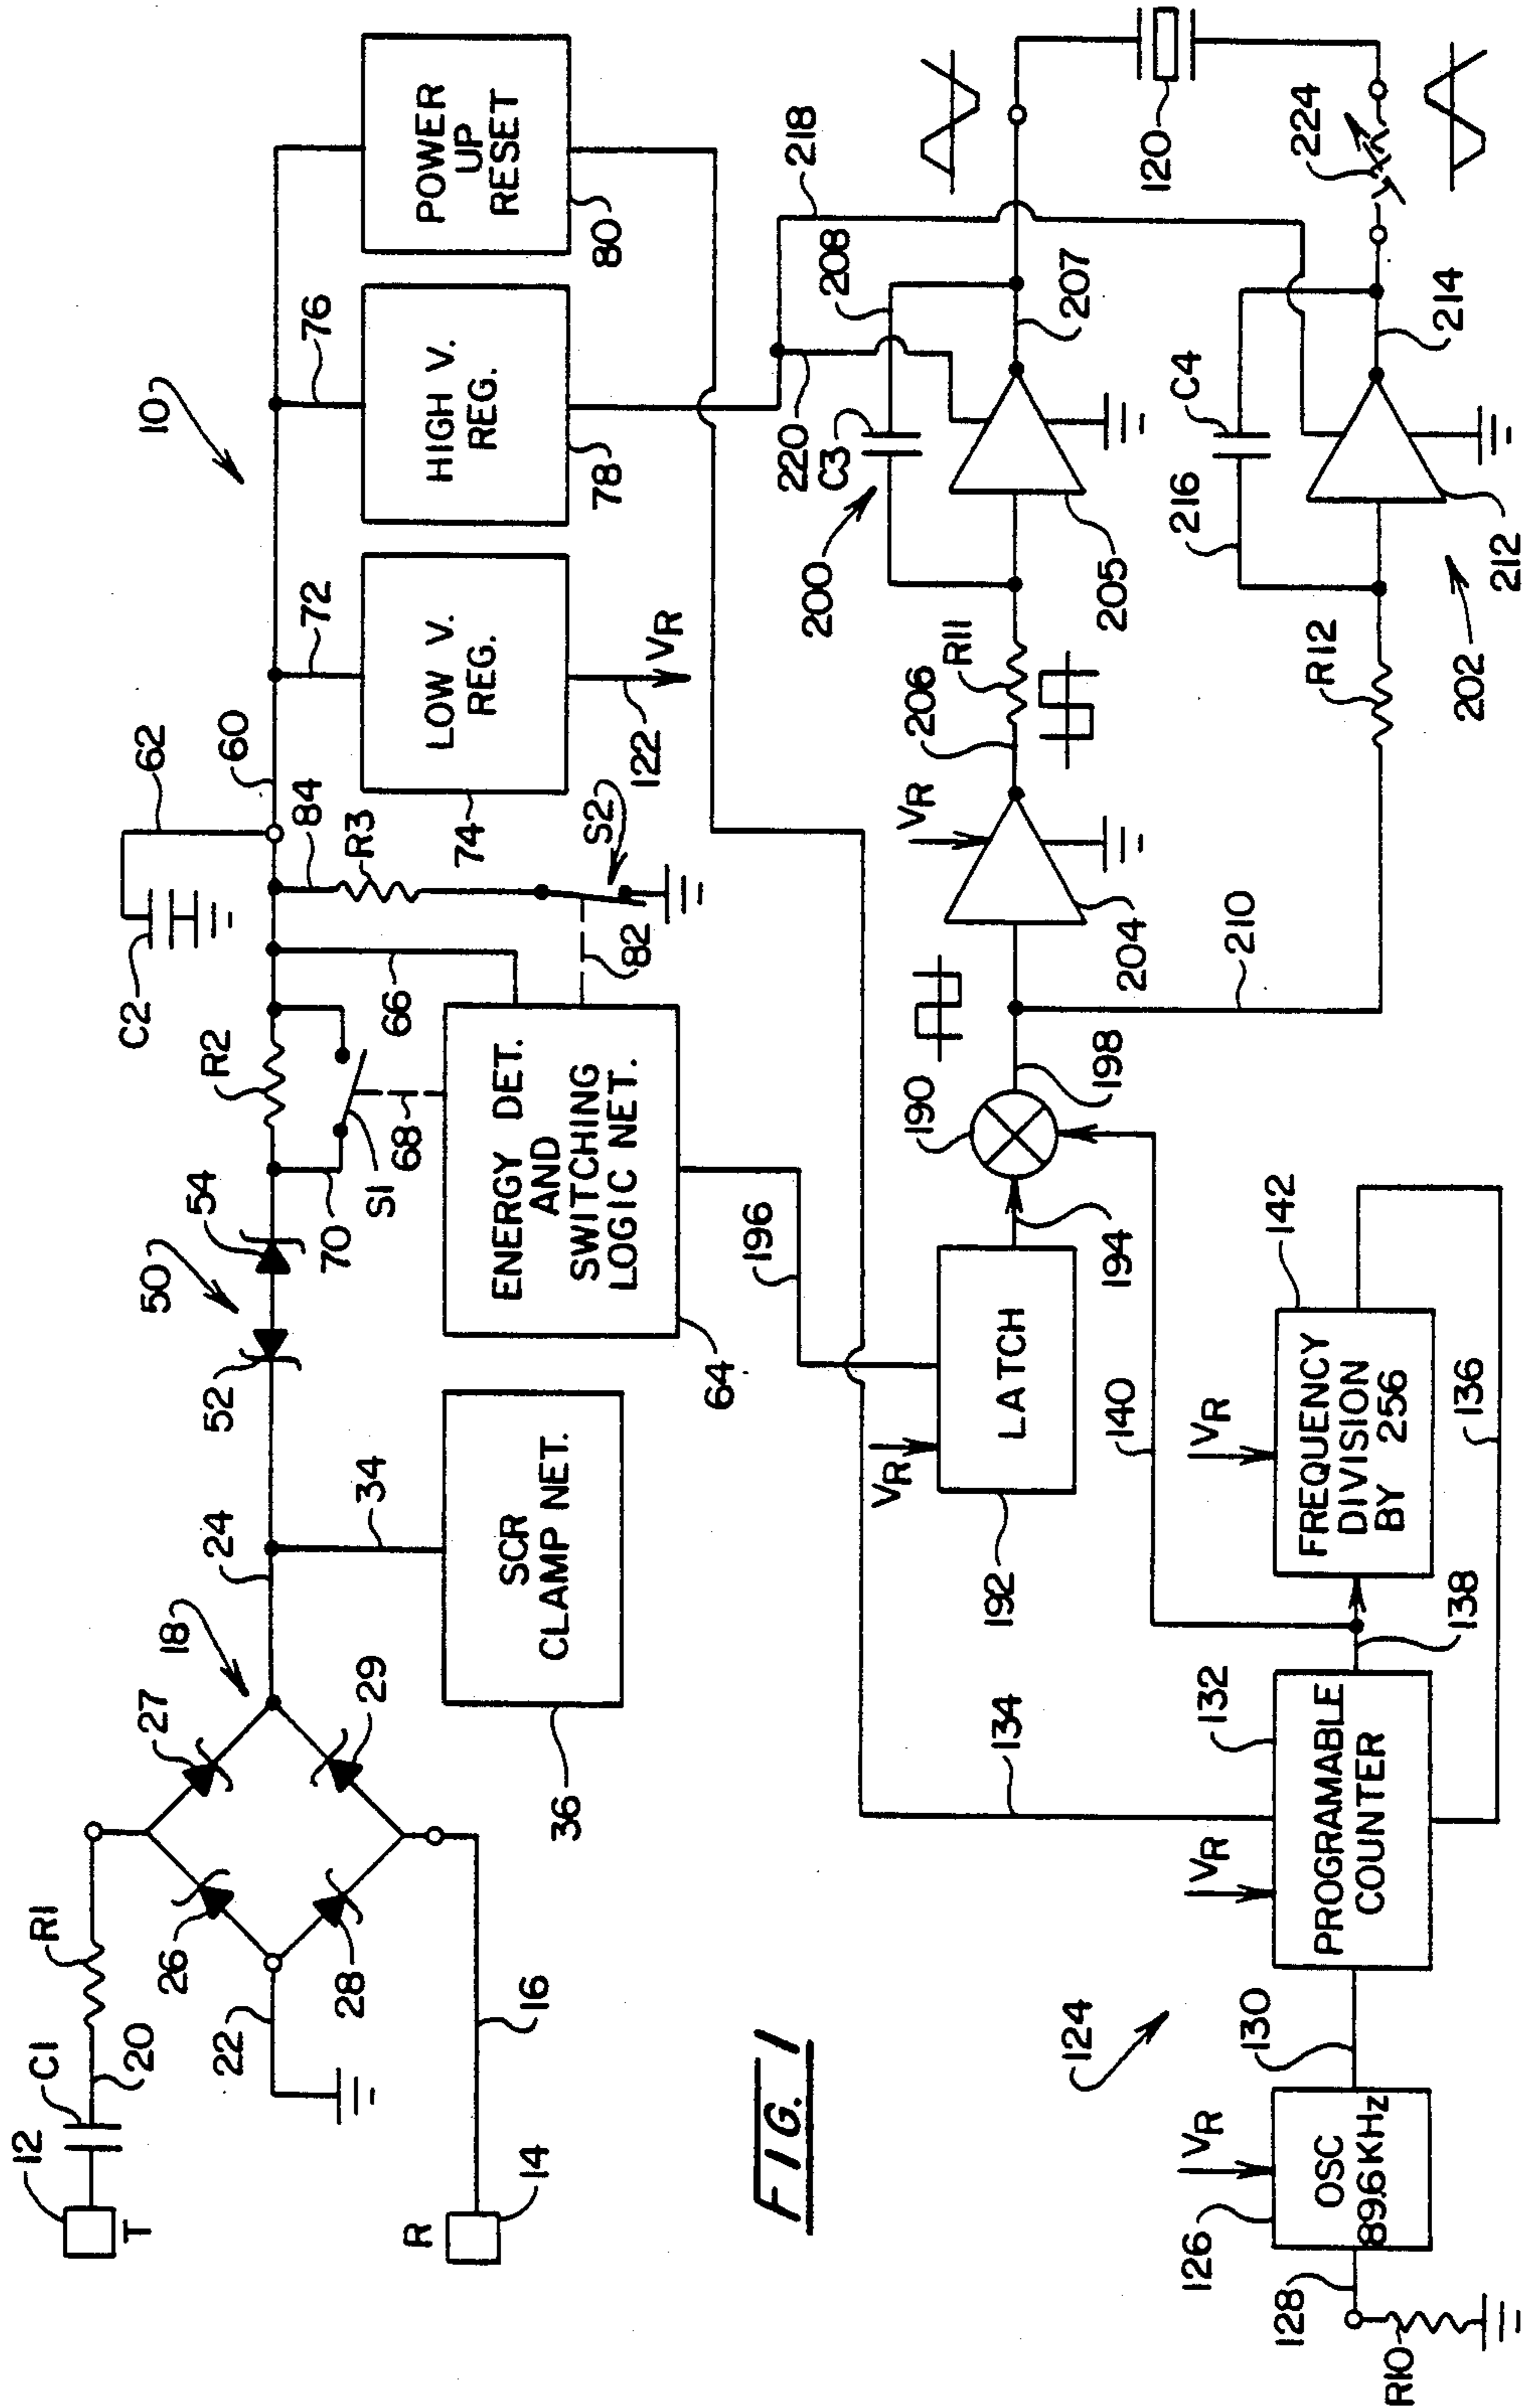 12
T
C1
20
R1
R
14
16
22
26
27
28
29
18
24
34
SCR
CLAMP NET.
36
50
52
54
R2
70
S1
68
66
ENERGY DET.
AND
SWITCHING
LOGIC NET.
64
C2
62
60
84
R3
82
S2
10
72
LOW V.
REG.
74
122
VR
76
HIGH V.
REG.
78
POWER
UP
RESET
80
196
VR
LATCH
192
194
190
198
204
VR
206
R11
200
C3
208
220
205
207
218
120
210
R12
202
216
C4
212
214
224
124
R10
128
126
VR
OSC
89.6KHz
130
VR
134
132
PROGRAMABLE
COUNTER
138
140
VR
142
FREQUENCY
DIVISION
BY 256
136
FIG. 1